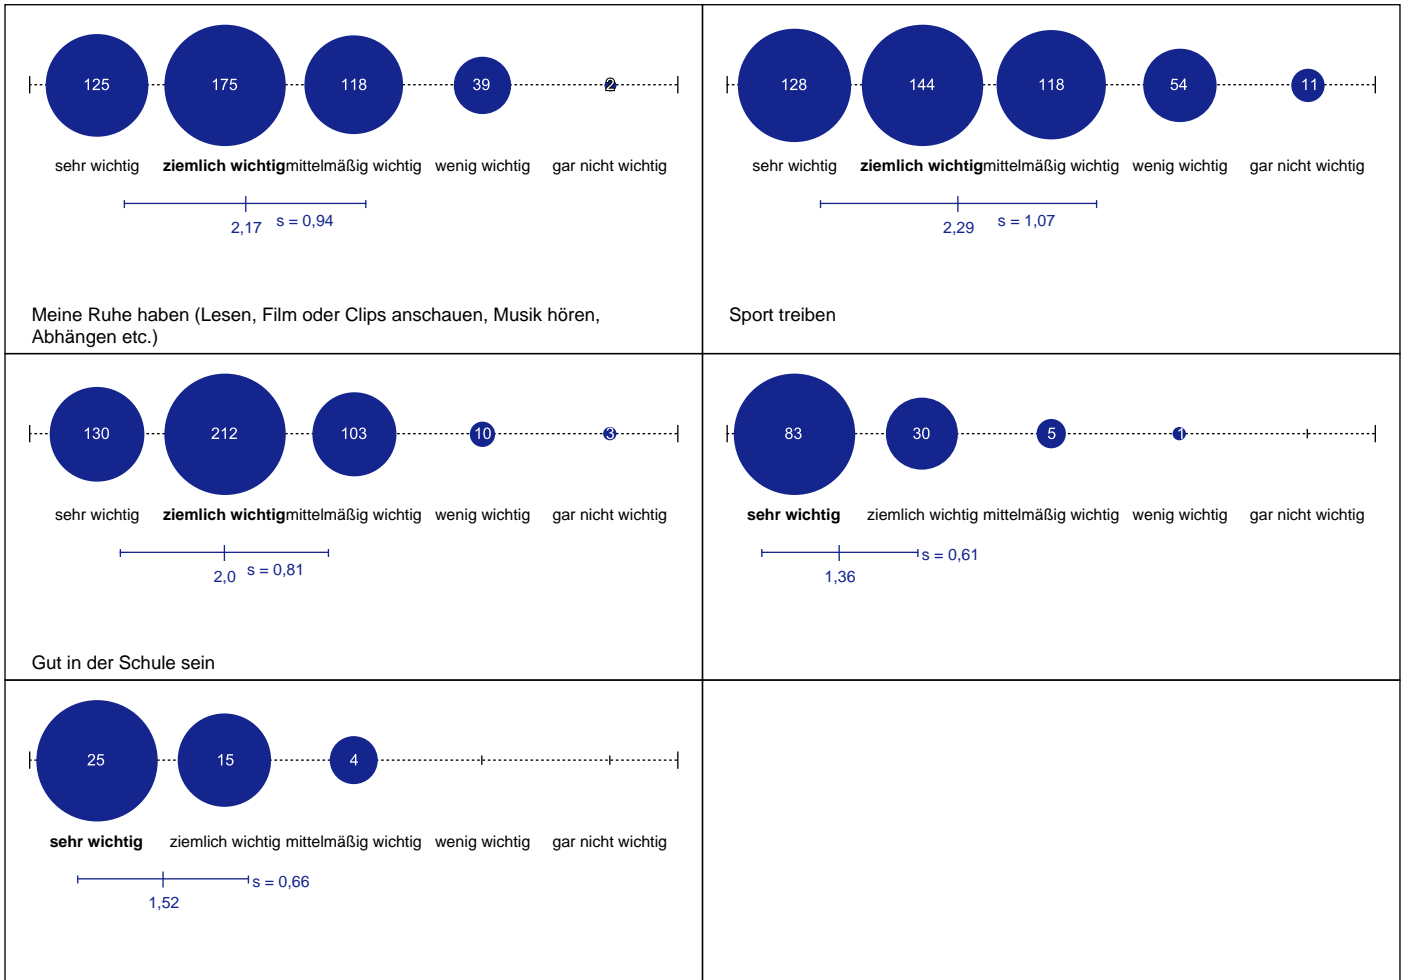 125 175 118 39 2
sehr wichtig ziemlich wichtig mittelmäßig wichtig wenig wichtig gar nicht wichtig
2,17 s = 0,94
Meine Ruhe haben (Lesen, Film oder Clips anschauen, Musik hören,
Abhängen etc.)
128 144 118 54 11
sehr wichtig ziemlich wichtig mittelmäßig wichtig wenig wichtig gar nicht wichtig
2,29 s = 1,07
Sport treiben
130 212 103 10 3
sehr wichtig ziemlich wichtig mittelmäßig wichtig wenig wichtig gar nicht wichtig
2,0 s = 0,81
Gut in der Schule sein
83 30 5 1
sehr wichtig ziemlich wichtig mittelmäßig wichtig wenig wichtig gar nicht wichtig
s = 0,61
1,36
25 15 4
sehr wichtig ziemlich wichtig mittelmäßig wichtig wenig wichtig gar nicht wichtig
s = 0,66
1,52